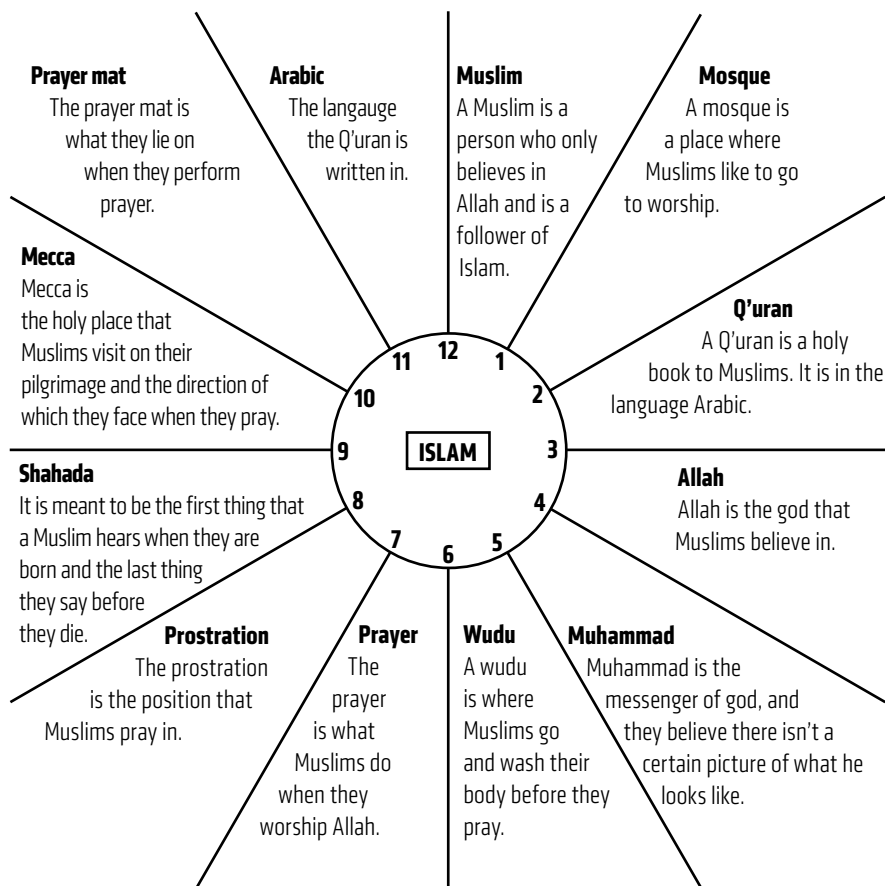 Prayer mat
The prayer mat is
what they lie on
when they perform
prayer.
Arabic
The langauge
the Q’uran is
written in.
Muslim
A Muslim is a
person who only
believes in
Allah and is a
follower of
Islam.
Mosque
A mosque is
a place where
Muslims like to go
to worship.
Q’uran
A Q’uran is a holy
book to Muslims. It is in the
language Arabic.
Allah
Allah is the god that
Muslims believe in.
Muhammad
Muhammad is the
messenger of god, and
they believe there isn’t a
certain picture of what he
looks like.
Wudu
A wudu
is where
Muslims go
and wash their
body before they
pray.
Prayer
The
prayer
is what
Muslims do
when they
worship Allah.
Prostration
The prostration
is the position that
Muslims pray in.
Shahada
It is meant to be the first thing that
a Muslim hears when they are
born and the last thing
they say before
they die.
Mecca
Mecca is
the holy place that
Muslims visit on their
pilgrimage and the direction of
which they face when they pray.
12
1
2
3
4
5
6
7
8
9
10
11
ISLAM